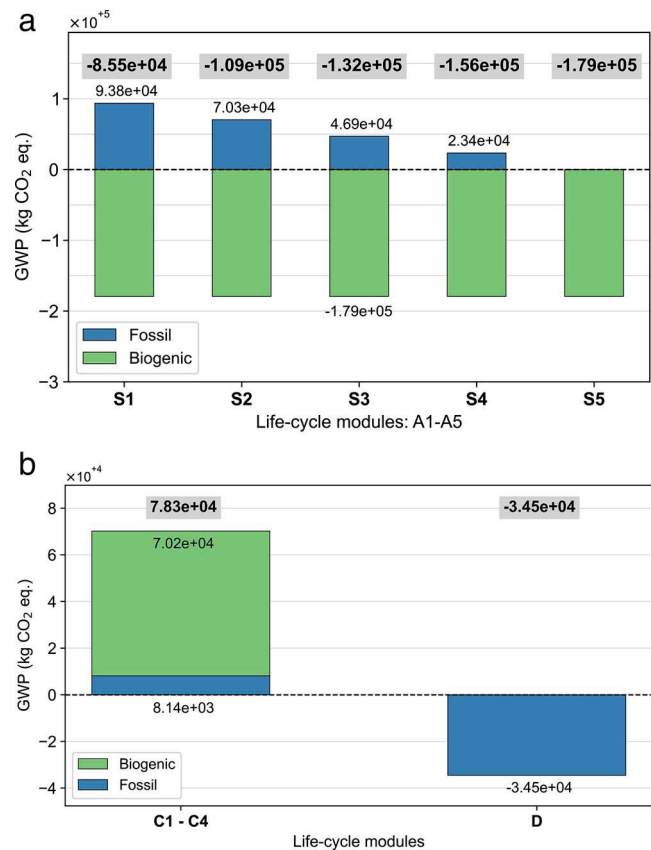 a
×10⁺⁵
-8.55e+04 -1.09e+05 -1.32e+05 -1.56e+05 -1.79e+05
9.38e+04
7.03e+04
4.69e+04
2.34e+04
1
0
−1
−2
−3
GWP (kg CO₂ eq.)
-1.79e+05
Fossil
Biogenic
S1 S2 S3 S4 S5
Life-cycle modules: A1-A5
b
×10⁺⁴
7.83e+04 -3.45e+04
8
6
4
2
0
−2
−4
GWP (kg CO₂ eq.)
7.02e+04
8.14e+03
-3.45e+04
Biogenic
Fossil
C1 - C4 D
Life-cycle modules